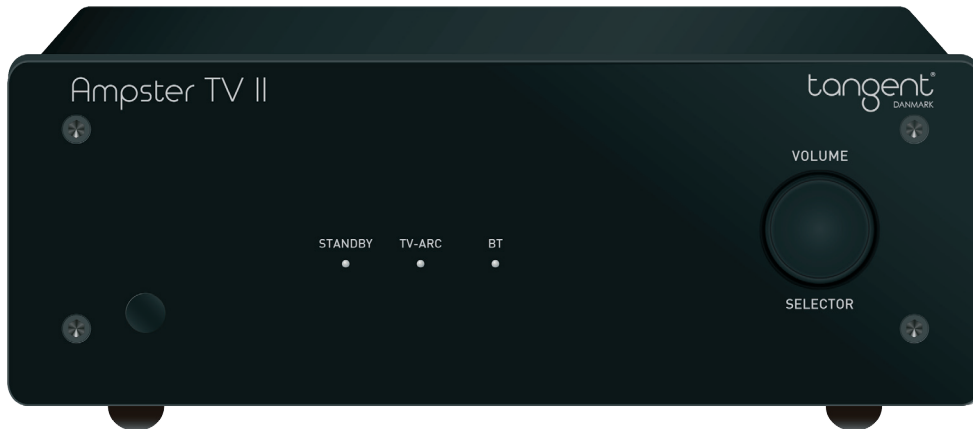 Ampster TV II
tangent®
DANMARK
VOLUME
STANDBY TV-ARC BT
SELECTOR